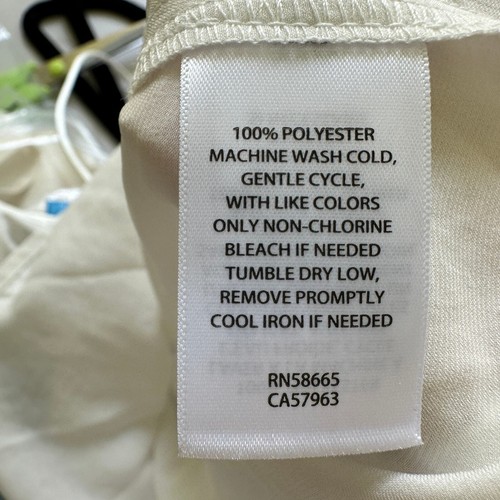 100% POLYESTER
MACHINE WASH COLD,
GENTLE CYCLE,
WITH LIKE COLORS
ONLY NON-CHLORINE
BLEACH IF NEEDED
TUMBLE DRY LOW,
REMOVE PROMPTLY
COOL IRON IF NEEDED
RN58665
CA57963